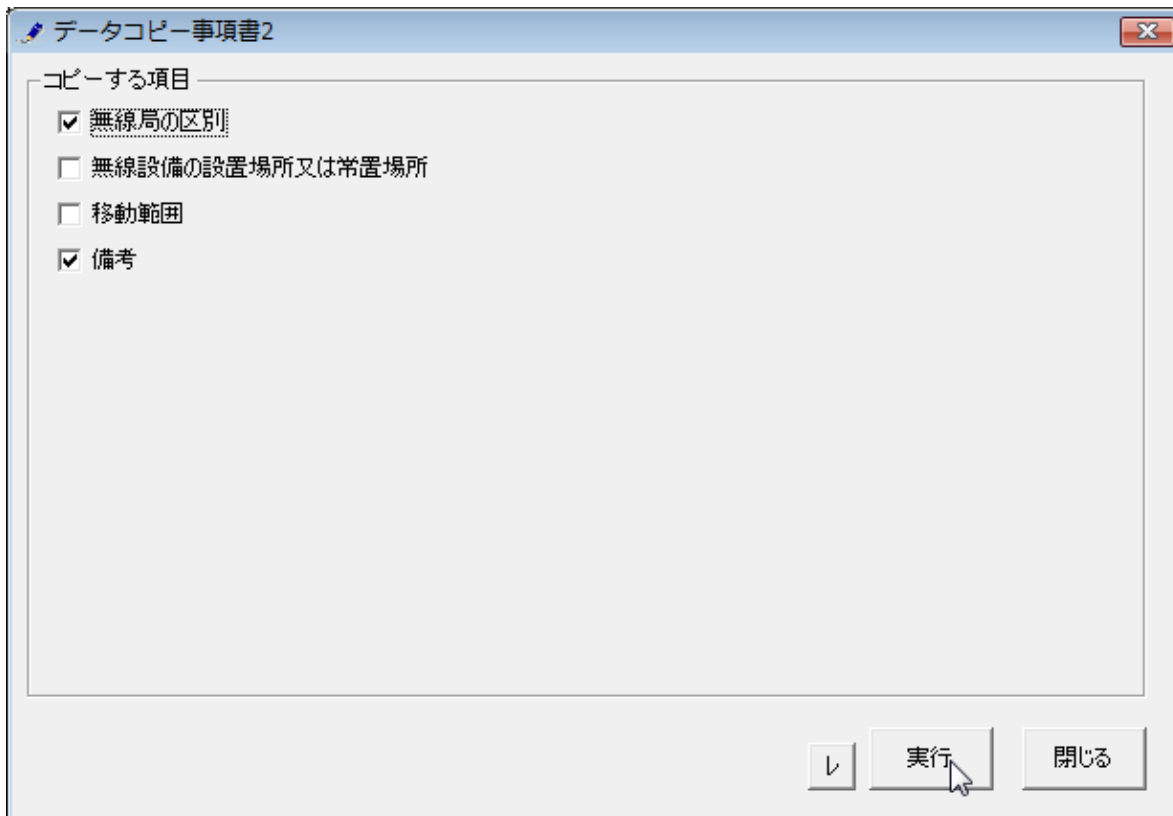 データコピー事項書2
コピーする項目
無線局の区別
無線設備の設置場所又は常置場所
移動範囲
備考
レ
実行
閉じる